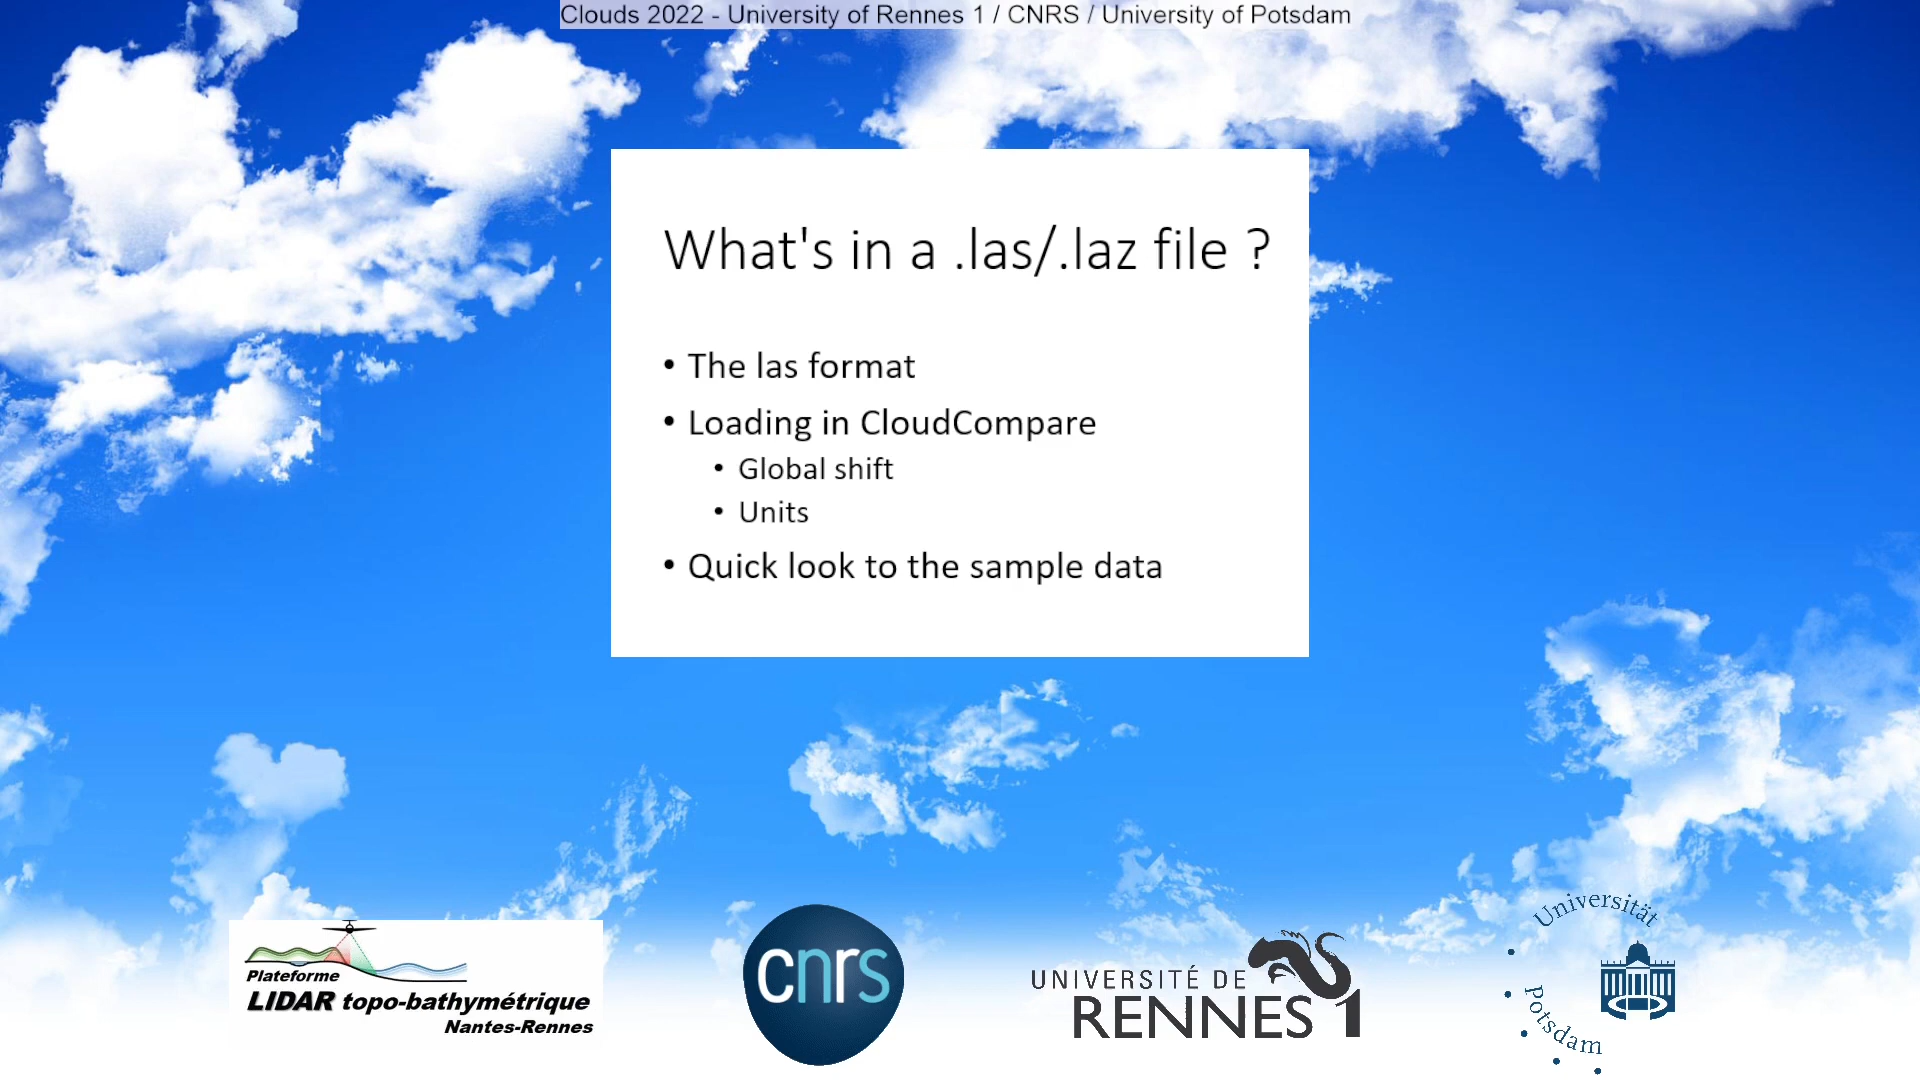 Clouds 2022 - University of Rennes 1 / CNRS / University of Potsdam
What's in a .las/.laz file ?
• The las format
• Loading in CloudCompare
• Global shift
• Units
• Quick look to the sample data
Plateforme
LIDAR topo-bathymétrique
Nantes-Rennes
cnrs
UNIVERSITÉ DE
RENNES 1
Universität
Potsdam